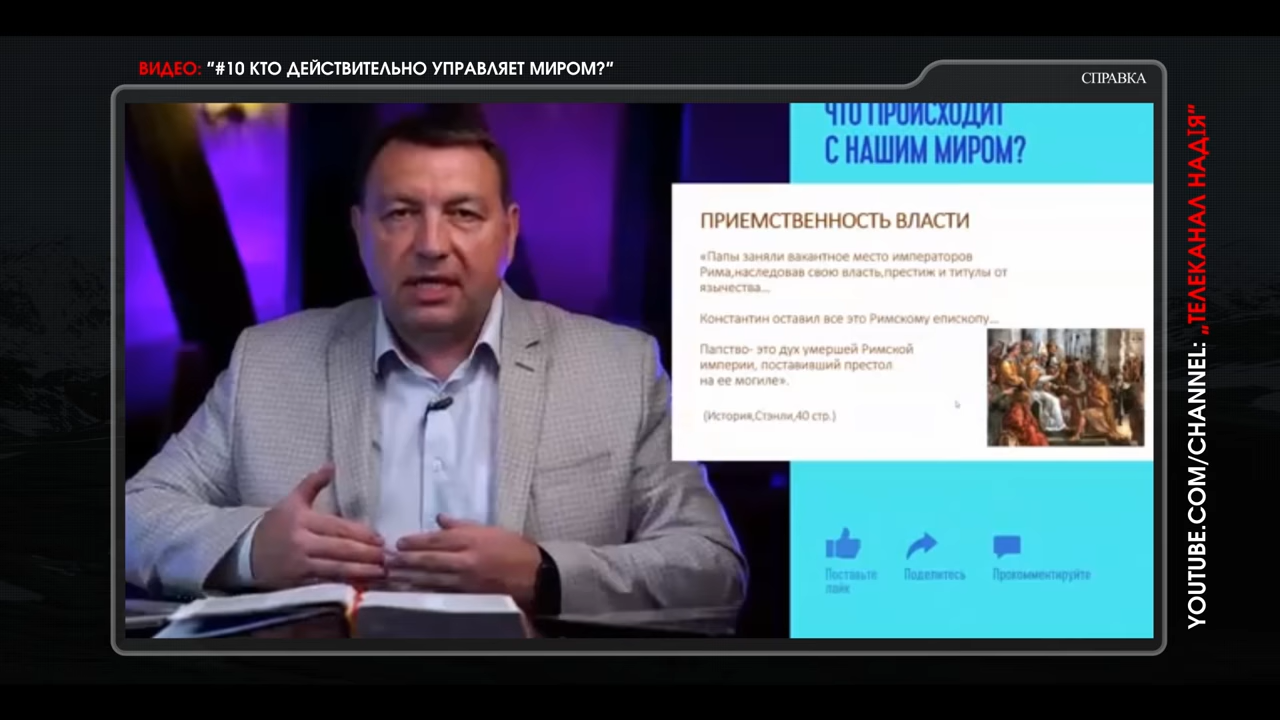 ВИДЕО: "#10 КТО ДЕЙСТВИТЕЛЬНО УПРАВЛЯЕТ МИРОМ?"
СПРАВКА
ЧТО ПРОИСХОДИТ
С НАШИМ МИРОМ?
ПРИЕМСТВЕННОСТЬ ВЛАСТИ
«Папы заняли вакантное место императоров
Рима,наследовав свою власть,престиж и титулы от
язычества...
Константин оставил все это Римскому епископу...
Папство- это дух умершей Римской
империи, поставивший престол
на ее могиле».
(История,Стэнли,40 стр.)
Поставьте
лайк
Поделитесь
Прокомментируйте
YOUTUBE.COM/CHANNEL: „ТЕЛЕКАНАЛ НАДІЯ"